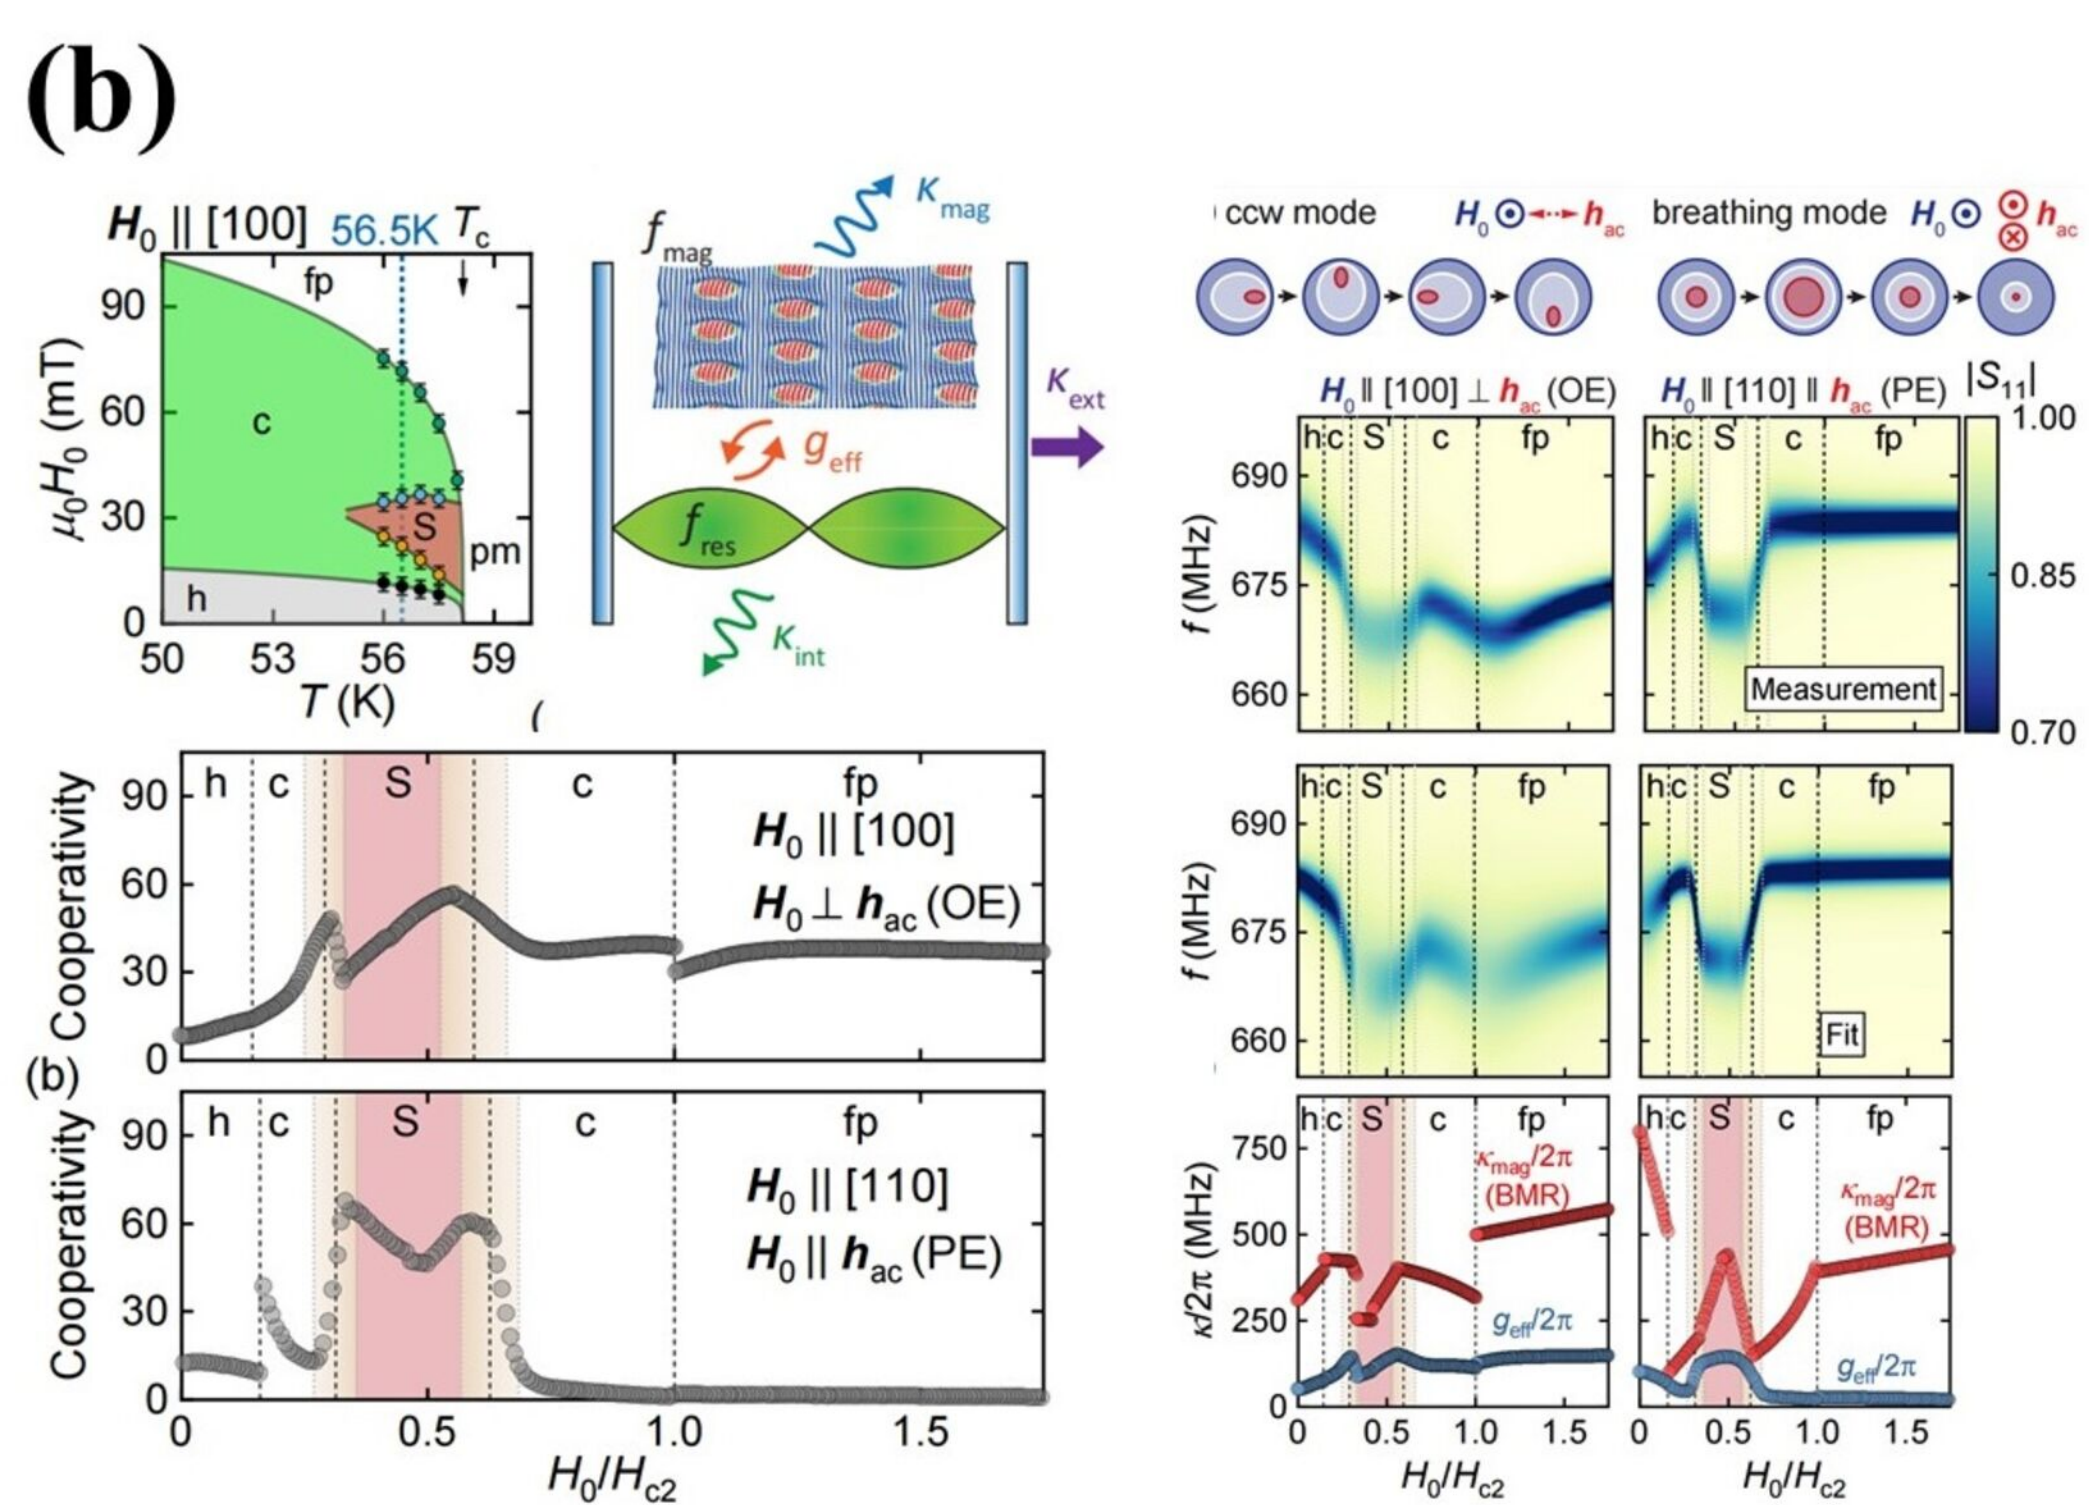 (b)
H0 || [100] 56.5K Tc
fp
c
S
pm
h
90
60
30
0
μ0H0 (mT)
50 53 56 59
T (K)
fmag
κmag
κext
geff
fres
κint
(
ccw mode H0 ⊙ hac
breathing mode H0 ⊙ ⊙ ⊗ hac
H0 || [100] ⊥ hac (OE)
H0 || [110] || hac (PE)
|S11|
1.00
0.85
0.70
h c S c fp
h c S c fp
690
675
660
f (MHz)
Measurement
h c S c fp
h c S c fp
690
675
660
f (MHz)
Fit
h c S c fp
h c S c fp
κmag/2π
(BMR)
geff/2π
κmag/2π
(BMR)
geff/2π
750
500
250
0
κ/2π (MHz)
0 0.5 1.0 1.5
0 0.5 1.0 1.5
H0/Hc2
H0/Hc2
h c S c fp
H0 || [100]
H0 ⊥ hac (OE)
90
60
30
0
Cooperativity
(b)
h c S c fp
H0 || [110]
H0 || hac (PE)
90
60
30
0
Cooperativity
0 0.5 1.0 1.5
H0/Hc2